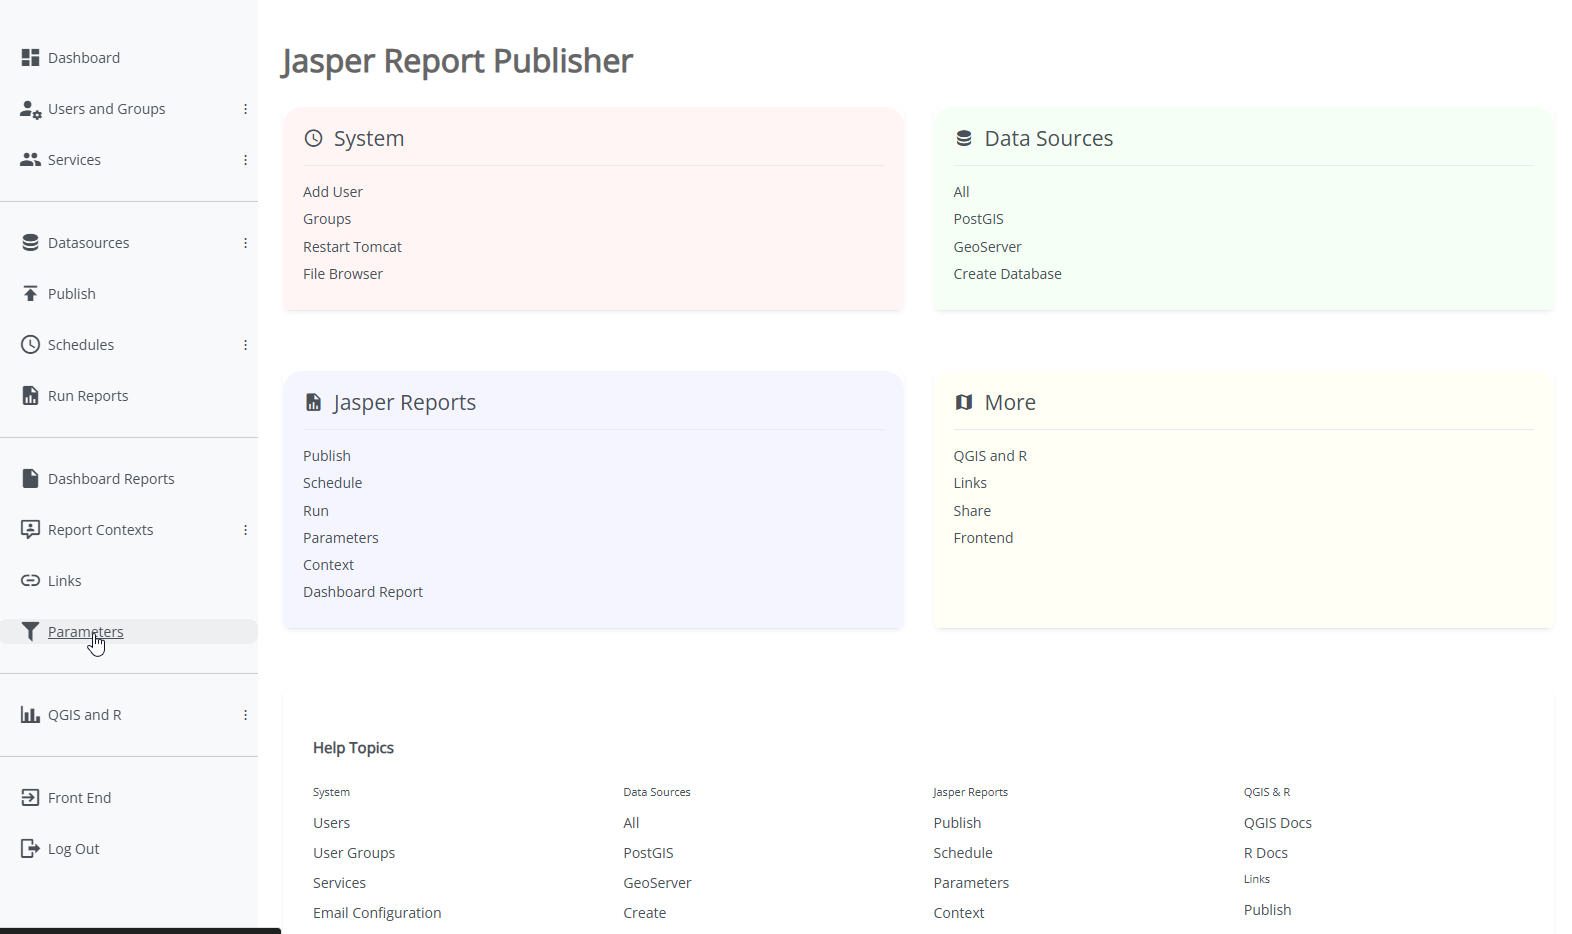 Dashboard
Users and Groups
Services
Datasources
Publish
Schedules
Run Reports
Dashboard Reports
Report Contexts
Links
Parameters
QGIS and R
Front End
Log Out
Jasper Report Publisher
System
Add User
Groups
Restart Tomcat
File Browser
Data Sources
All
PostGIS
GeoServer
Create Database
Jasper Reports
Publish
Schedule
Run
Parameters
Context
Dashboard Report
More
QGIS and R
Links
Share
Frontend
Help Topics
System
Users
User Groups
Services
Email Configuration
Data Sources
All
PostGIS
GeoServer
Create
Jasper Reports
Publish
Schedule
Parameters
Context
QGIS & R
QGIS Docs
R Docs
Links
Publish